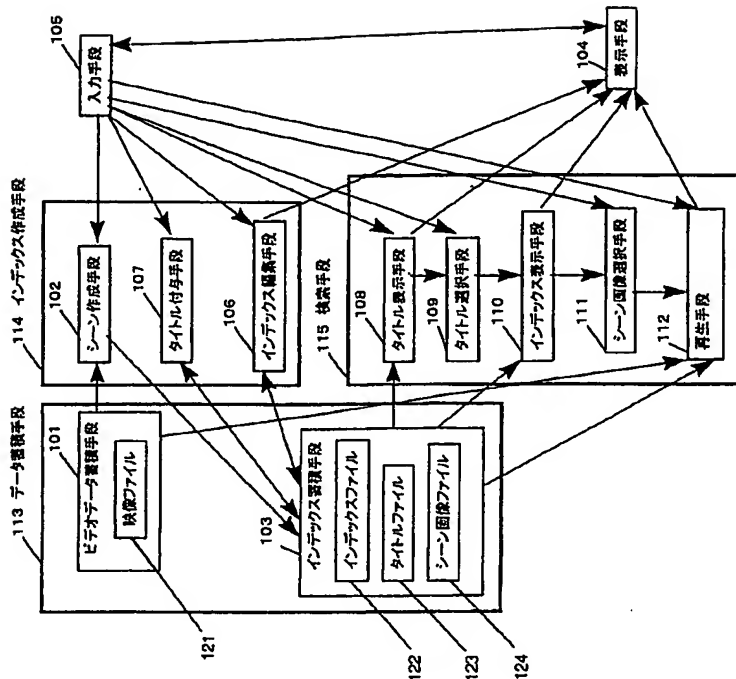 113 データ蓄積手段
101
ビデオデータ蓄積手段
映像ファイル
121
103
インデックス蓄積手段
インデックスファイル
タイトルファイル
シーン画像ファイル
122
123
124
114 インデックス作成手段
102
シーン作成手段
107
タイトル付与手段
106
インデックス編集手段
115 検索手段
108
タイトル表示手段
109
タイトル選択手段
110
インデックス表示手段
111
シーン画像選択手段
112
再生手段
105
入力手段
104
表示手段